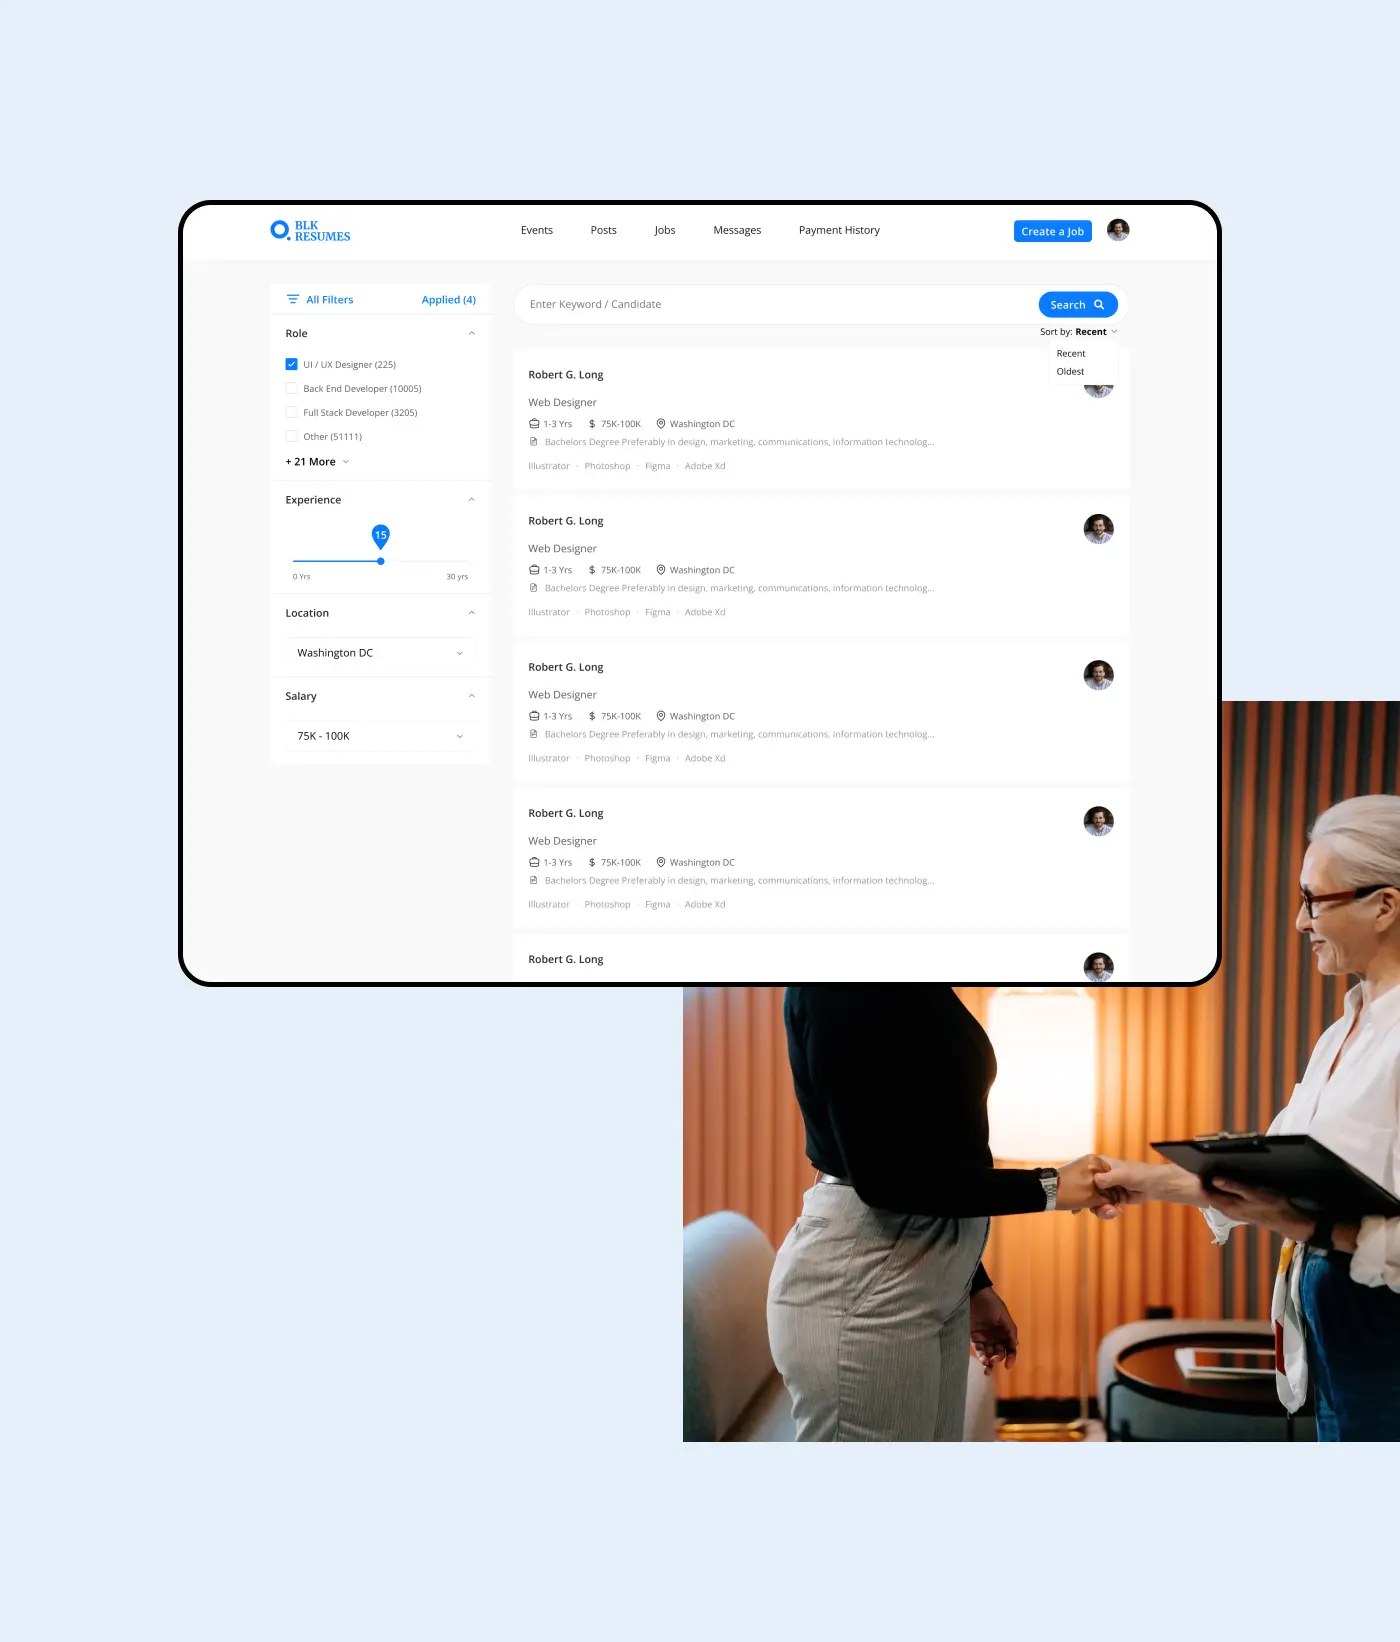 BLK
RESUMES
Events Posts Jobs Messages Payment History
Create a Job
All Filters Applied (4)
Role
UI / UX Designer (225)
Back End Developer (10005)
Full Stack Developer (3205)
Other (51111)
+ 21 More
Experience
15
0 Yrs 30 yrs
Location
Washington DC
Salary
75K - 100K
Enter Keyword / Candidate
Search
Sort by: Recent
Recent
Oldest
Robert G. Long
Web Designer
1-3 Yrs $ 75K-100K Washington DC
Bachelors Degree Preferably in design, marketing, communications, information technolog...
Illustrator · Photoshop · Figma · Adobe Xd
Robert G. Long
Web Designer
1-3 Yrs $ 75K-100K Washington DC
Bachelors Degree Preferably in design, marketing, communications, information technolog...
Illustrator · Photoshop · Figma · Adobe Xd
Robert G. Long
Web Designer
1-3 Yrs $ 75K-100K Washington DC
Bachelors Degree Preferably in design, marketing, communications, information technolog...
Illustrator · Photoshop · Figma · Adobe Xd
Robert G. Long
Web Designer
1-3 Yrs $ 75K-100K Washington DC
Bachelors Degree Preferably in design, marketing, communications, information technolog...
Illustrator · Photoshop · Figma · Adobe Xd
Robert G. Long